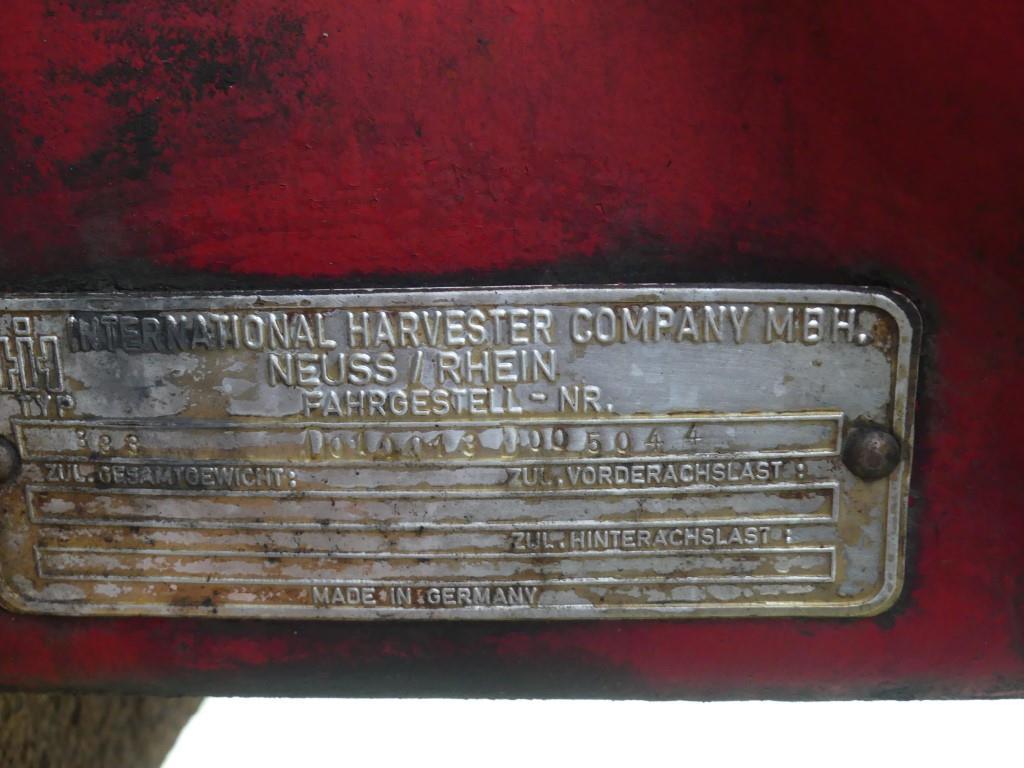 IH
INTERNATIONAL HARVESTER COMPANY M.B.H.
NEUSS / RHEIN
TYP FAHRGESTELL - NR.
ZUL. GESAMTGEWICHT: ZUL. VORDERACHSLAST:
ZUL. HINTERACHSLAST:
MADE IN GERMANY